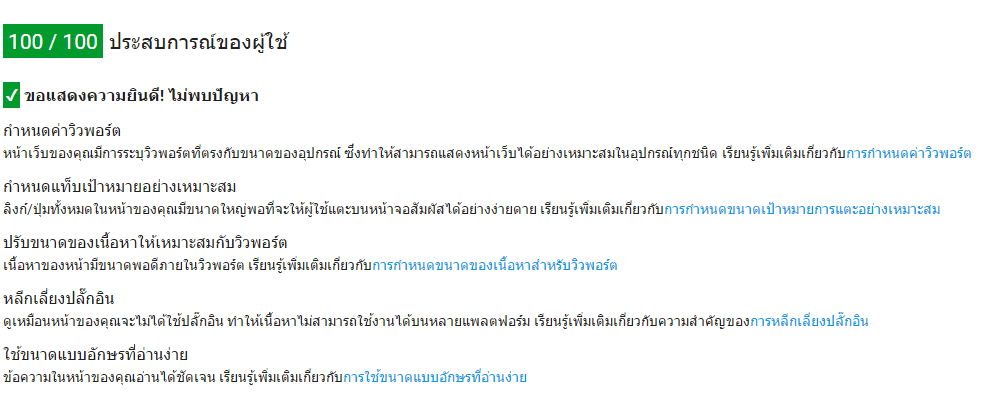 100 / 100 ประสบการณ์ของผู้ใช้
ขอแสดงความยินดี! ไม่พบปัญหา
กำหนดค่าวิวพอร์ต
หน้าเว็บของคุณมีการระบุวิวพอร์ตที่ตรงกับขนาดของอุปกรณ์ ซึ่งทำให้สามารถแสดงหน้าเว็บได้อย่างเหมาะสมในอุปกรณ์ทุกชนิด เรียนรู้เพิ่มเติมเกี่ยวกับการกำหนดค่าวิวพอร์ต
กำหนดแท็บเป้าหมายอย่างเหมาะสม
ลิงก์/ปุ่มทั้งหมดในหน้าของคุณมีขนาดใหญ่พอที่จะให้ผู้ใช้แตะบนหน้าจอสัมผัสได้อย่างง่ายดาย เรียนรู้เพิ่มเติมเกี่ยวกับการกำหนดขนาดเป้าหมายการแตะอย่างเหมาะสม
ปรับขนาดของเนื้อหาให้เหมาะสมกับวิวพอร์ต
เนื้อหาของหน้ามีขนาดพอดีภายในวิวพอร์ต เรียนรู้เพิ่มเติมเกี่ยวกับการกำหนดขนาดของเนื้อหาสำหรับวิวพอร์ต
หลีกเลี่ยงปลั๊กอิน
ดูเหมือนหน้าของคุณจะไม่ได้ใช้ปลั๊กอิน ทำให้เนื้อหาไม่สามารถใช้งานได้บนหลายแพลตฟอร์ม เรียนรู้เพิ่มเติมเกี่ยวกับความสำคัญของการหลีกเลี่ยงปลั๊กอิน
ใช้ขนาดแบบอักษรที่อ่านง่าย
ข้อความในหน้าของคุณอ่านได้ชัดเจน เรียนรู้เพิ่มเติมเกี่ยวกับการใช้ขนาดแบบอักษรที่อ่านง่าย